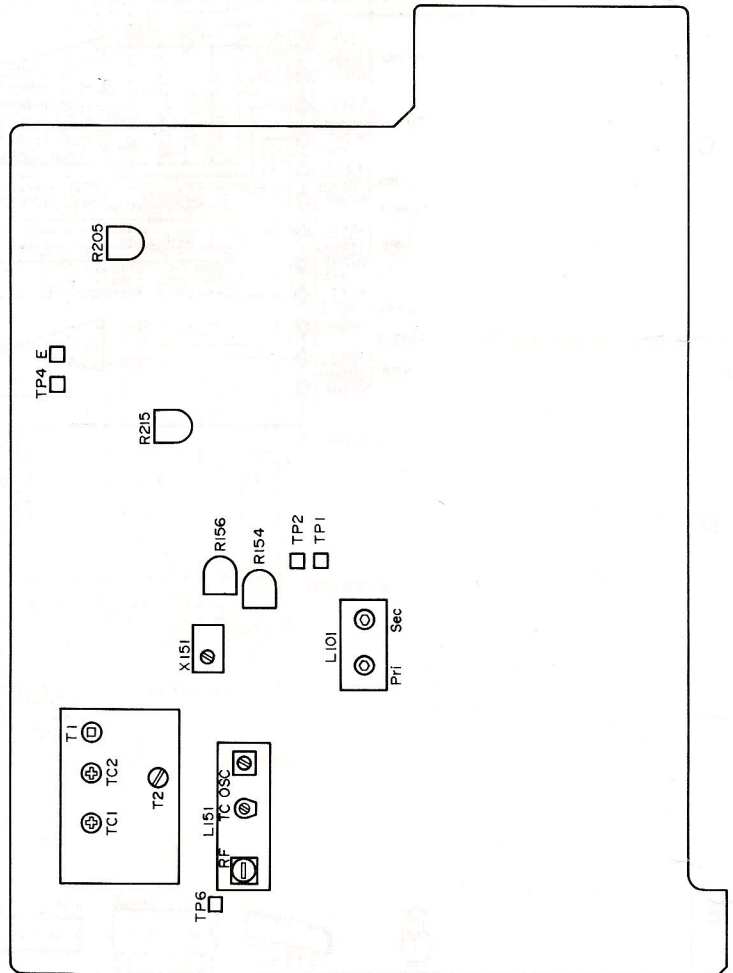 R205
TP4 E
R215
R156
R154
TP2
TP1
X151
L101
Pri
Sec
T1
TC2
TC1
T2
L151
RF
TC
OSC
TP6